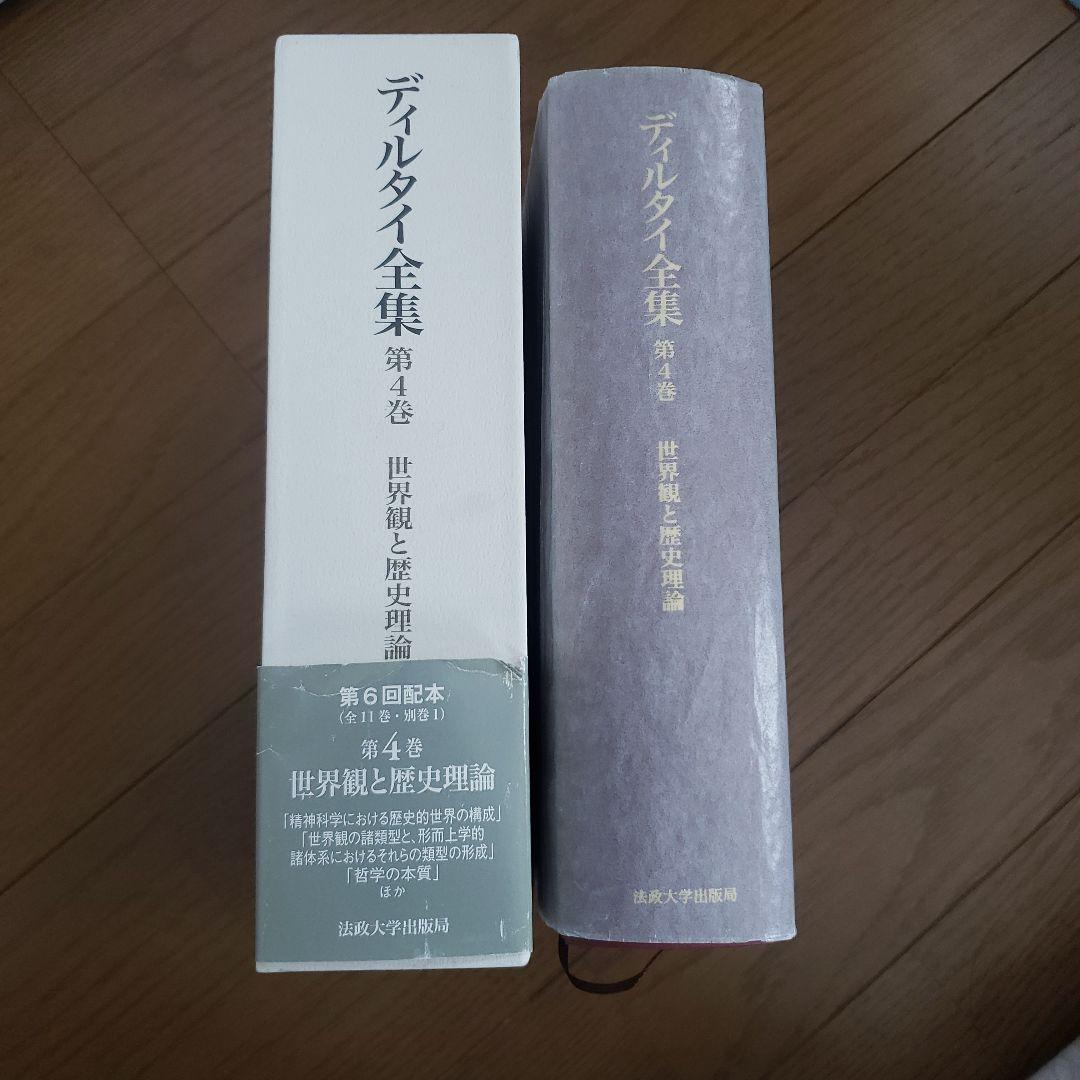 ディルタイ全集
第4巻
世界観と歴史理論
第6回配本
(全11巻・別巻1)
第4巻
世界観と歴史理論
「精神科学における歴史的世界の構成」
「世界観の諸類型と、形而上学的
諸体系におけるそれらの類型の形成」
「哲学の本質」
ほか
法政大学出版局
ディルタイ全集
第4巻
世界観と歴史理論
法政大学出版局